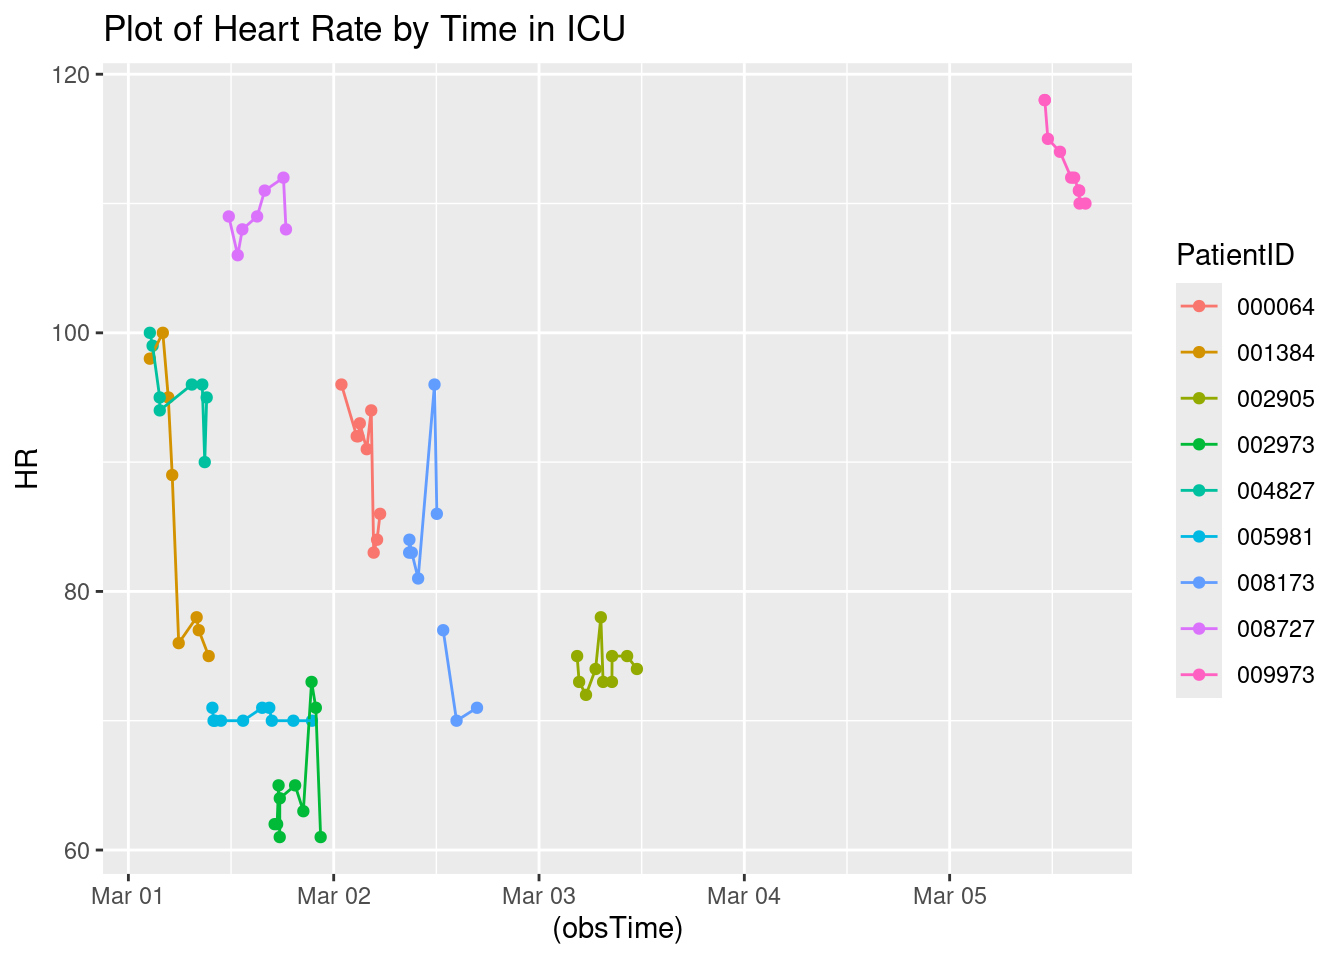 Plot of Heart Rate by Time in ICU
120
100
80
60
HR
Mar 01
Mar 02
Mar 03
Mar 04
Mar 05
(obsTime)
PatientID
000064
001384
002905
002973
004827
005981
008173
008727
009973